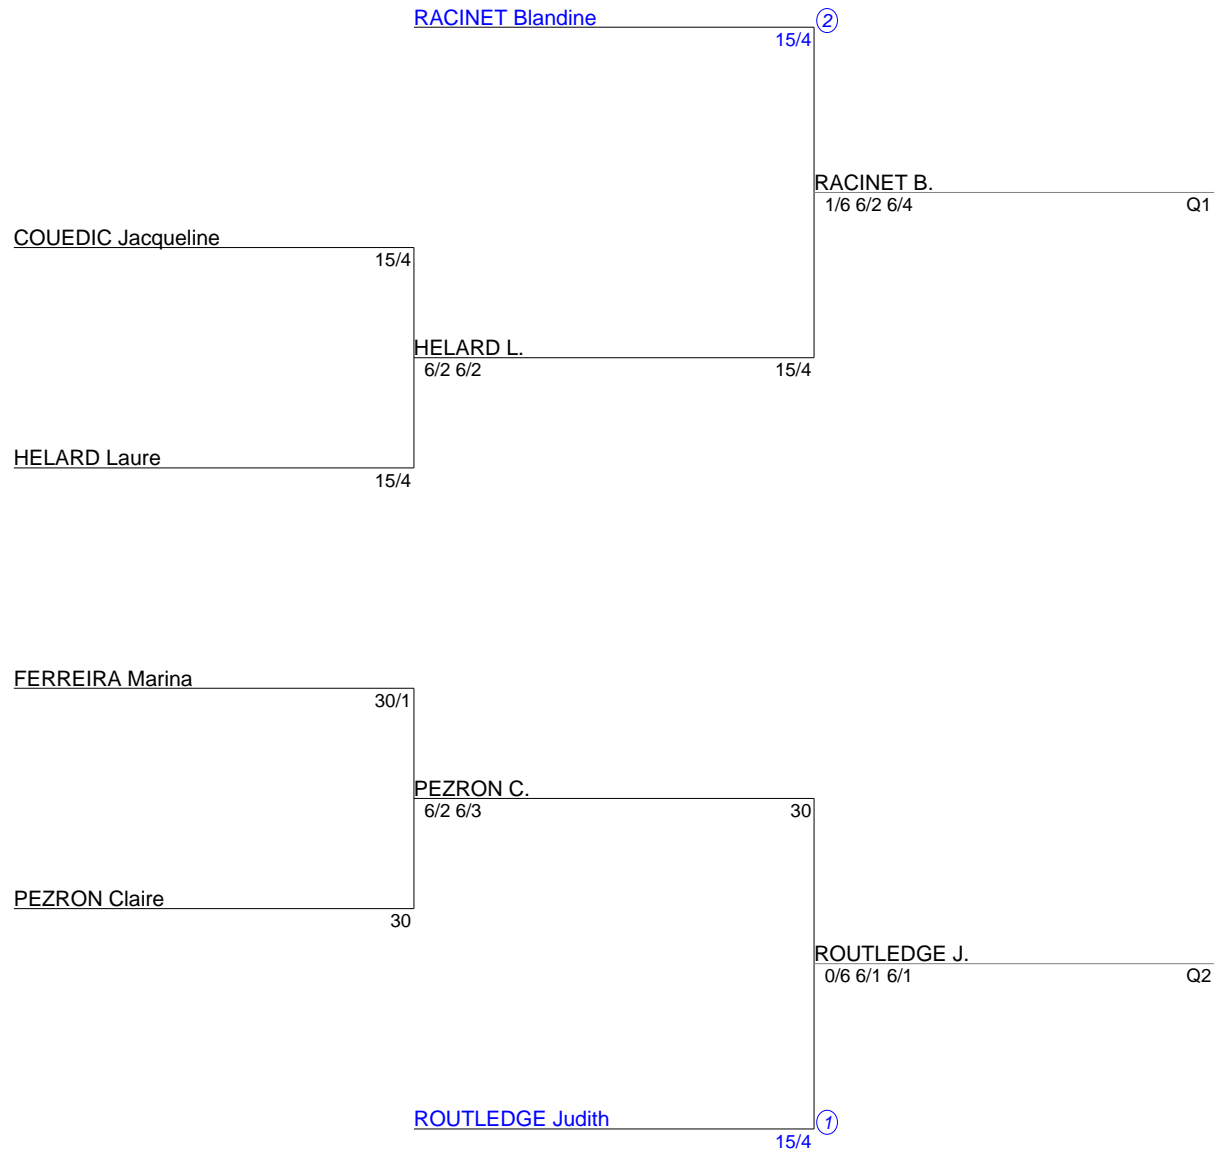 RACINET Blandine
2
15/4
RACINET B.
1/6 6/2 6/4
Q1
COUEDIC Jacqueline
15/4
HELARD L.
6/2 6/2
15/4
HELARD Laure
15/4
FERREIRA Marina
30/1
PEZRON C.
6/2 6/3
30
PEZRON Claire
30
ROUTLEDGE J.
0/6 6/1 6/1
Q2
ROUTLEDGE Judith
1
15/4